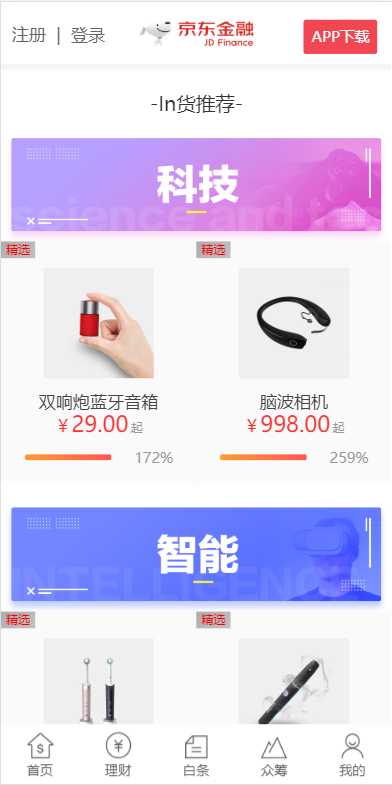 注册 | 登录
京东金融
JD Finance
APP下载
-In货推荐-
科技
science and
精选
精选
双响炮蓝牙音箱
脑波相机
￥29.00起
￥998.00起
172%
259%
智能
INTELLIGENCE
精选
精选
首页
理财
白条
众筹
我的